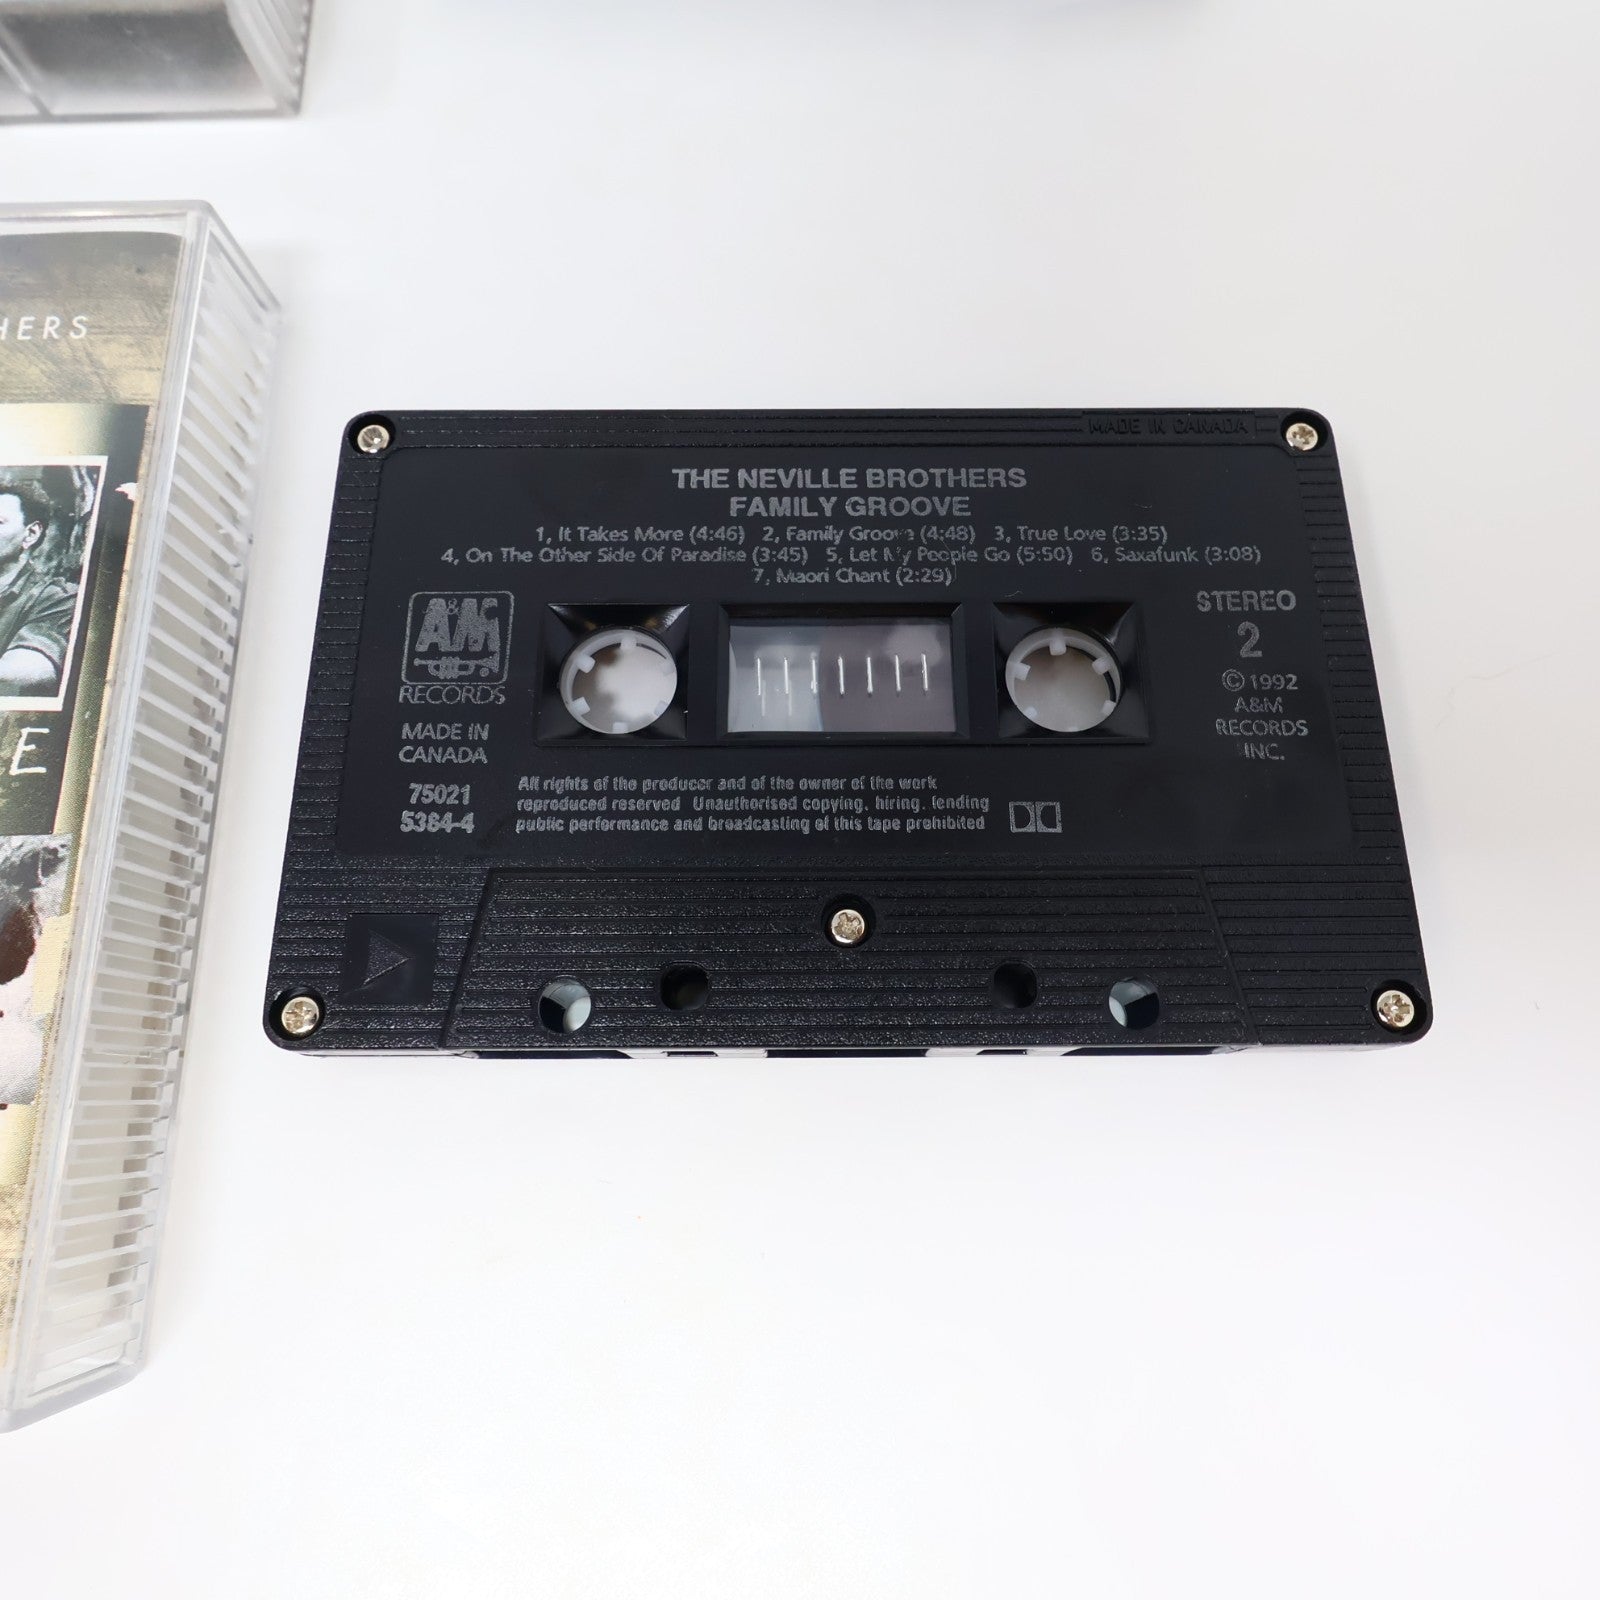 HERS
E
MADE IN CANADA
THE NEVILLE BROTHERS
FAMILY GROOVE
1, It Takes More (4:46) 2, Family Groove (4:48) 3, True Love (3:35)
4, On The Other Side Of Paradise (3:45) 5, Let My People Go (5:50) 6, Saxafunk (3:08)
7, Maori Chant (2:29)
A&M
RECORDS
MADE IN
CANADA
75021
5384-4
STEREO
2
© 1992
A&M
RECORDS
INC.
All rights of the producer and of the owner of the work
reproduced reserved Unauthorised copying, hiring, lending
public performance and broadcasting of this tape prohibited